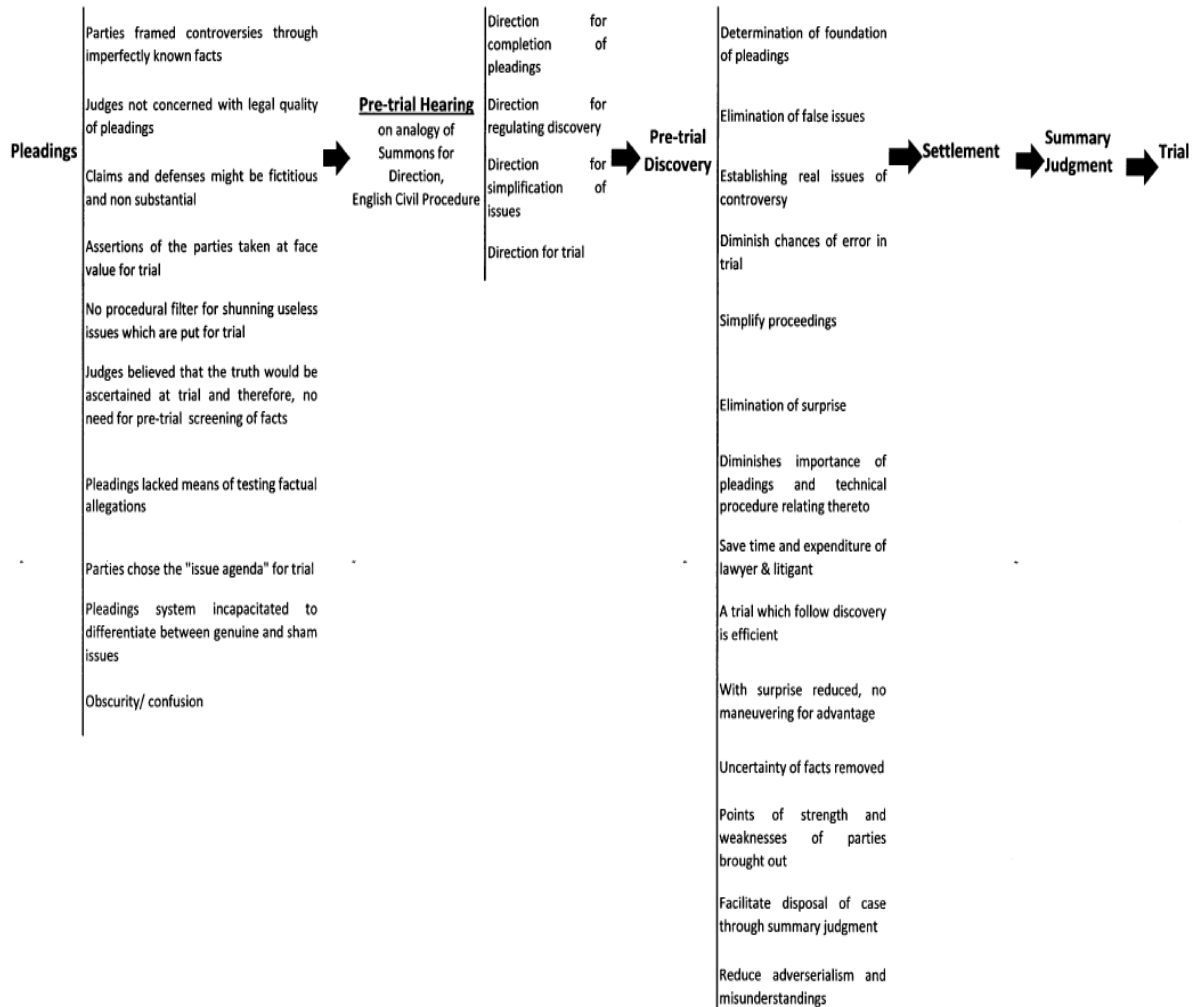 Pleadings
Parties framed controversies through
imperfectly known facts
Judges not concerned with legal quality
of pleadings
Claims and defenses might be fictitious
and non substantial
Assertions of the parties taken at face
value for trial
No procedural filter for shunning useless
issues which are put for trial
Judges believed that the truth would be
ascertained at trial and therefore, no
need for pre-trial screening of facts
Pleadings lacked means of testing factual
allegations
Parties chose the "issue agenda" for trial
Pleadings system incapacitated to
differentiate between genuine and sham
issues
Obscurity/ confusion
Pre-trial Hearing
on analogy of
Summons for
Direction,
English Civil Procedure
Direction for
completion of
pleadings
Direction for
regulating discovery
Direction for
simplification of
issues
Direction for trial
Pre-trial
Discovery
Determination of foundation
of pleadings
Elimination of false issues
Establishing real issues of
controversy
Diminish chances of error in
trial
Simplify proceedings
Elimination of surprise
Diminishes importance of
pleadings and technical
procedure relating thereto
Save time and expenditure of
lawyer & litigant
A trial which follow discovery
is efficient
With surprise reduced, no
maneuvering for advantage
Uncertainty of facts removed
Points of strength and
weaknesses of parties
brought out
Facilitate disposal of case
through summary judgment
Reduce adverserialism and
misunderstandings
Settlement
Summary
Judgment
Trial